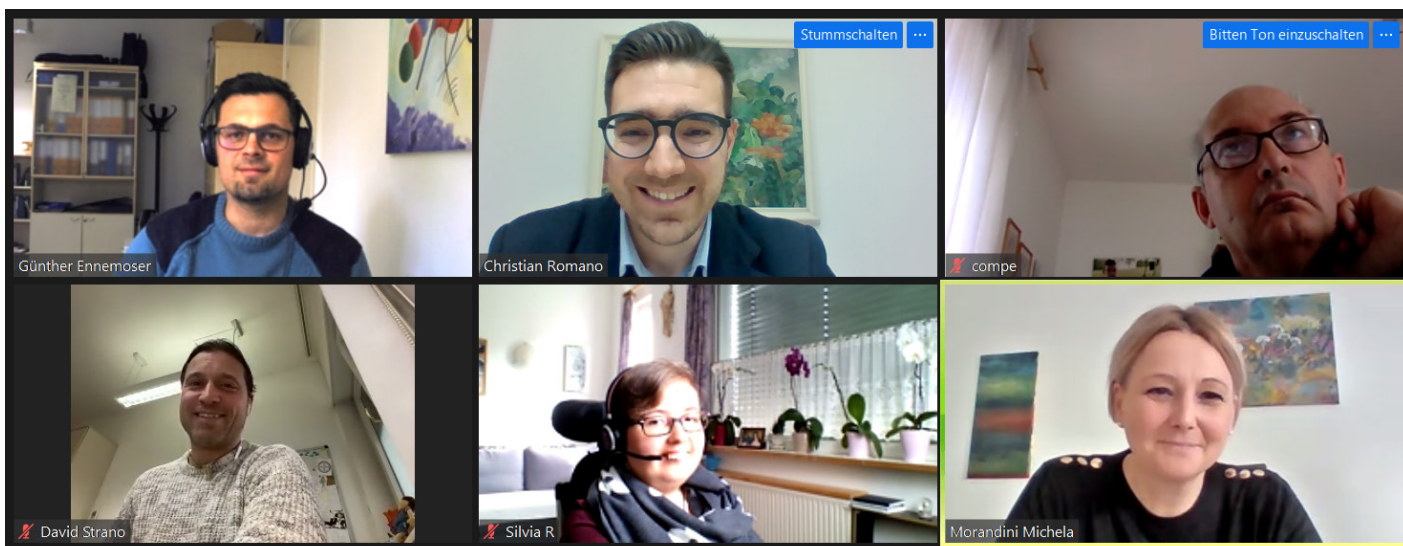 Stummschalten ...
Bitten Ton einzuschalten ...
Günther Ennemoser
Christian Romano
compe
David Strano
Silvia R
Morandini Michela